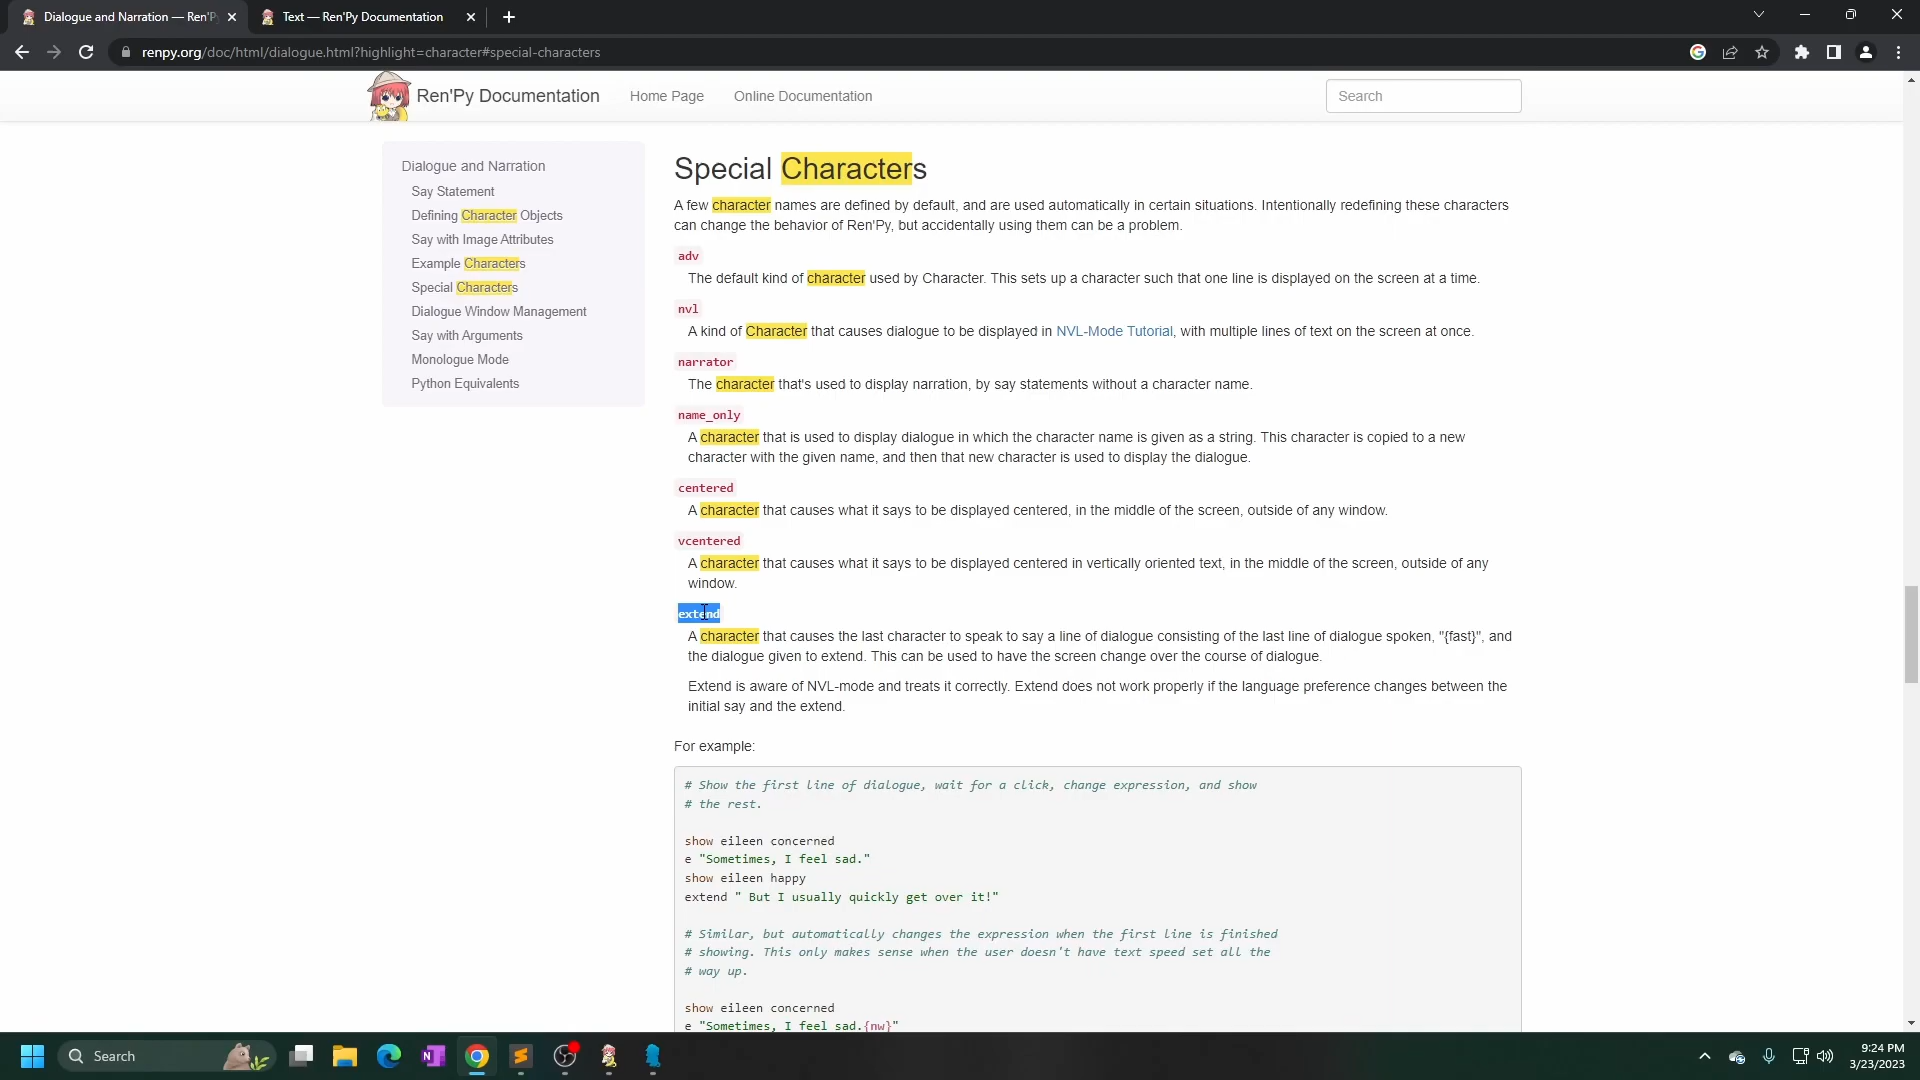 Dialogue and Narration — Ren'P
Text — Ren'Py Documentation
renpy.org/doc/html/dialogue.html?highlight=character#special-characters
Ren'Py Documentation
Home Page
Online Documentation
Search
Dialogue and Narration
Say Statement
Defining Character Objects
Say with Image Attributes
Example Characters
Special Characters
Dialogue Window Management
Say with Arguments
Monologue Mode
Python Equivalents
Special Characters
A few character names are defined by default, and are used automatically in certain situations. Intentionally redefining these characters
can change the behavior of Ren'Py, but accidentally using them can be a problem.
adv
The default kind of character used by Character. This sets up a character such that one line is displayed on the screen at a time.
nvl
A kind of Character that causes dialogue to be displayed in NVL-Mode Tutorial, with multiple lines of text on the screen at once.
narrator
The character that's used to display narration, by say statements without a character name.
name_only
A character that is used to display dialogue in which the character name is given as a string. This character is copied to a new
character with the given name, and then that new character is used to display the dialogue.
centered
A character that causes what it says to be displayed centered, in the middle of the screen, outside of any window.
vcentered
A character that causes what it says to be displayed centered in vertically oriented text, in the middle of the screen, outside of any
window.
extend
A character that causes the last character to speak to say a line of dialogue consisting of the last line of dialogue spoken, "{fast}", and
the dialogue given to extend. This can be used to have the screen change over the course of dialogue.
Extend is aware of NVL-mode and treats it correctly. Extend does not work properly if the language preference changes between the
initial say and the extend.
For example:
# Show the first line of dialogue, wait for a click, change expression, and show
# the rest.
show eileen concerned
e "Sometimes, I feel sad."
show eileen happy
extend " But I usually quickly get over it!"
# Similar, but automatically changes the expression when the first line is finished
# showing. This only makes sense when the user doesn't have text speed set all the
# way up.
show eileen concerned
e "Sometimes, I feel sad.{nw}"
Search
9:24 PM
3/23/2023